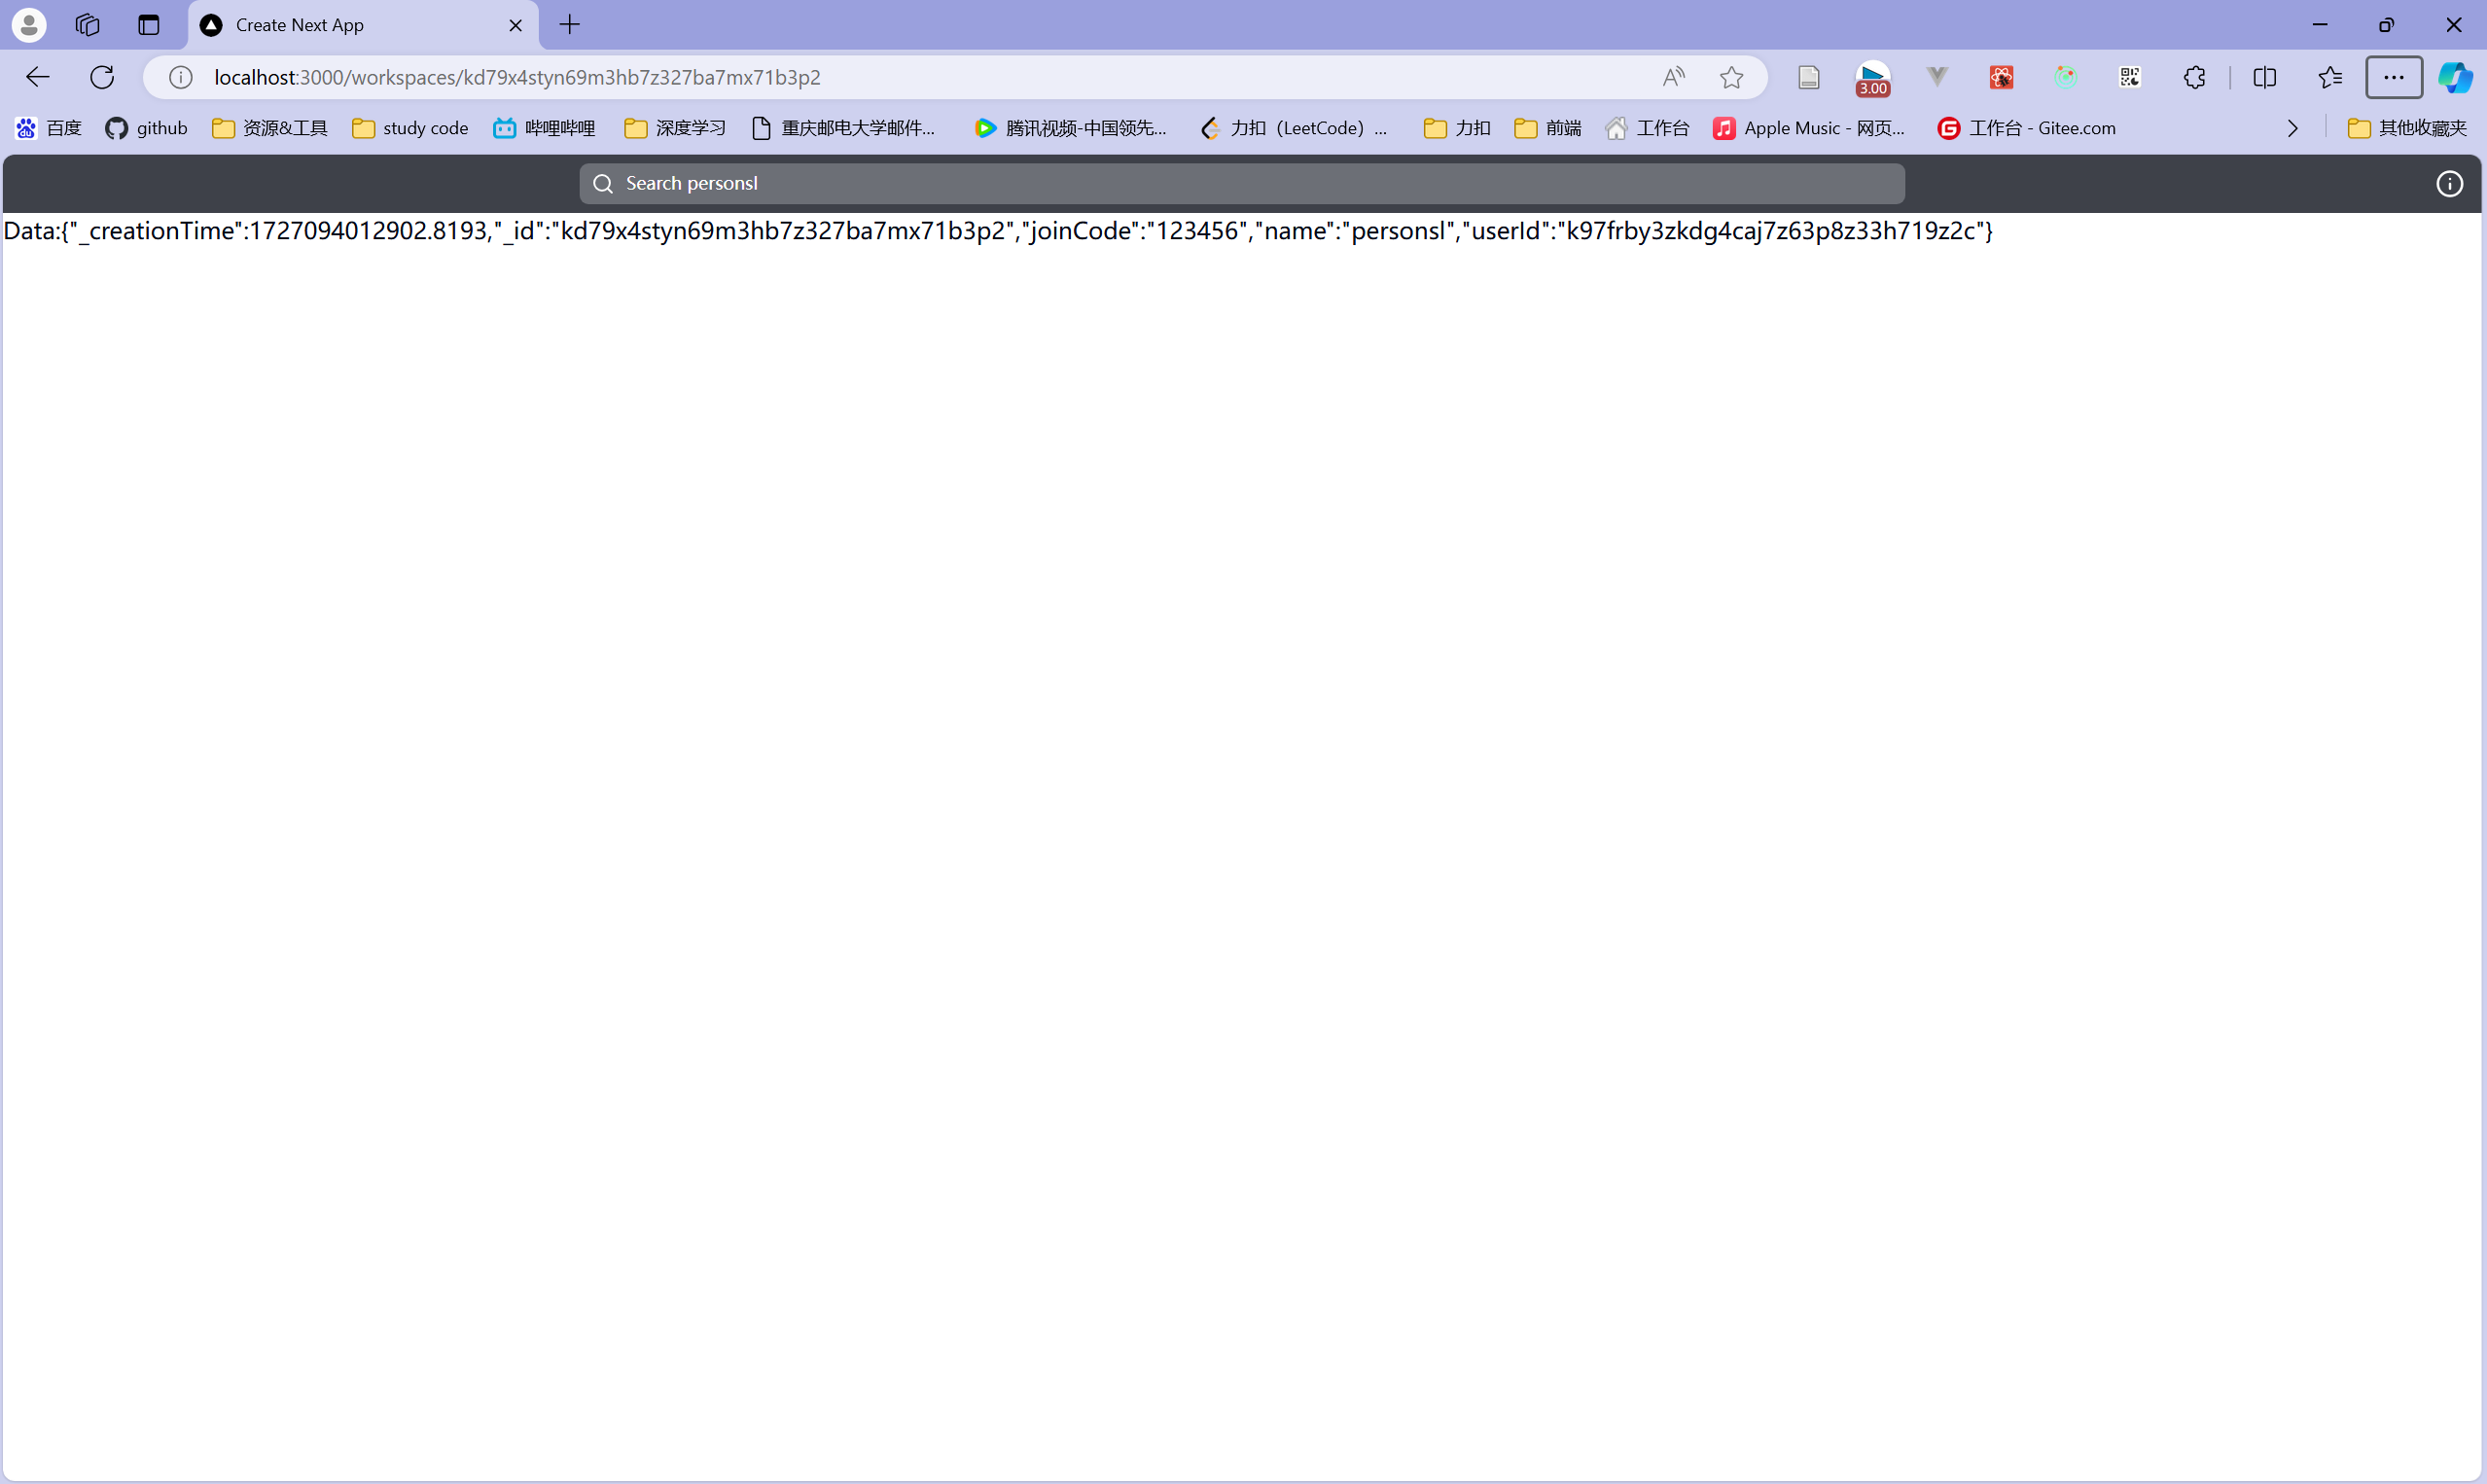 Create Next App
localhost:3000/workspaces/kd79x4styn69m3hb7z327ba7mx71b3p2
3.00
百度 github 资源&工具 study code 哔哩哔哩 深度学习 重庆邮电大学邮件... 腾讯视频-中国领先... 力扣（LeetCode）... 力扣 前端 工作台 Apple Music - 网页... 工作台 - Gitee.com 其他收藏夹
Search personsl
Data:{"_creationTime":1727094012902.8193,"_id":"kd79x4styn69m3hb7z327ba7mx71b3p2","joinCode":"123456","name":"personsl","userId":"k97frby3zkdg4caj7z63p8z33h719z2c"}